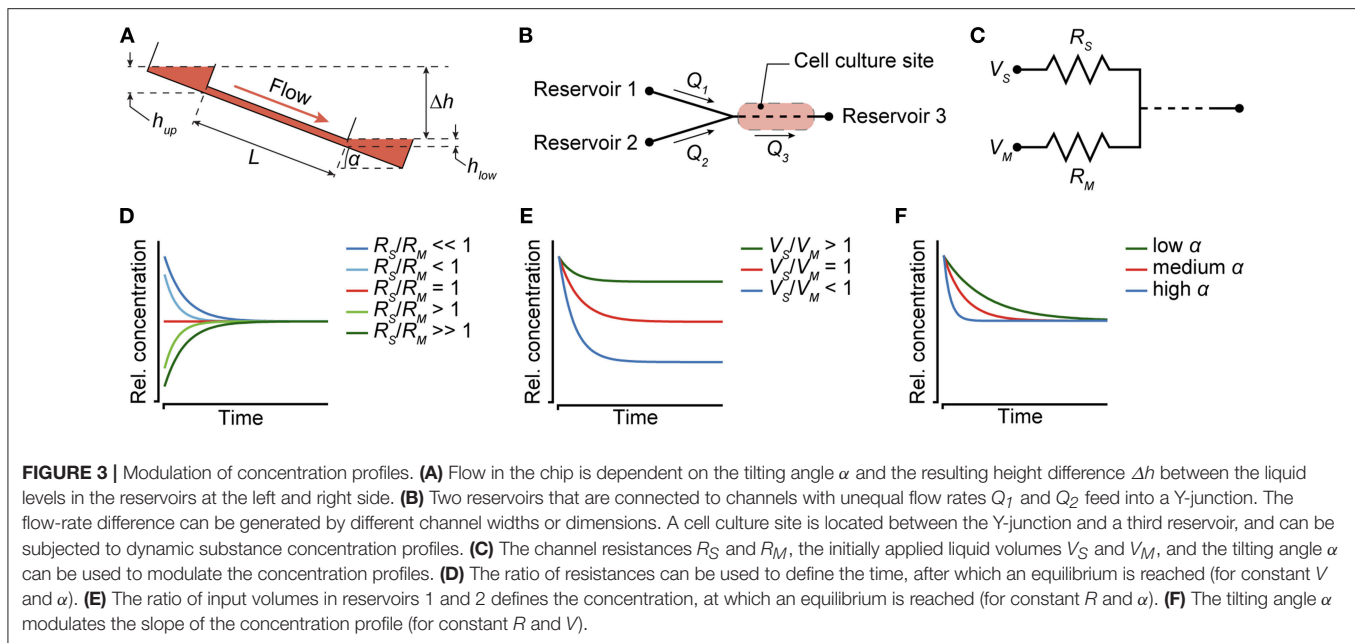 A
B
C
Flow
Δh
h_up
L
α
h_low
Cell culture site
Reservoir 1
Q_1
Reservoir 3
Reservoir 2
Q_2
Q_3
R_S
V_S
V_M
R_M
D
E
F
Rel. concentration
Time
R_S/R_M << 1
R_S/R_M < 1
R_S/R_M = 1
R_S/R_M > 1
R_S/R_M >> 1
Rel. concentration
Time
V_S/V_M > 1
V_S/V_M = 1
V_S/V_M < 1
Rel. concentration
Time
low α
medium α
high α
FIGURE 3 | Modulation of concentration profiles. (A) Flow in the chip is dependent on the tilting angle α and the resulting height difference Δh between the liquid
levels in the reservoirs at the left and right side. (B) Two reservoirs that are connected to channels with unequal flow rates Q_1 and Q_2 feed into a Y-junction. The
flow-rate difference can be generated by different channel widths or dimensions. A cell culture site is located between the Y-junction and a third reservoir, and can be
subjected to dynamic substance concentration profiles. (C) The channel resistances R_S and R_M, the initially applied liquid volumes V_S and V_M, and the tilting angle α
can be used to modulate the concentration profiles. (D) The ratio of resistances can be used to define the time, after which an equilibrium is reached (for constant V
and α). (E) The ratio of input volumes in reservoirs 1 and 2 defines the concentration, at which an equilibrium is reached (for constant R and α). (F) The tilting angle α
modulates the slope of the concentration profile (for constant R and V).